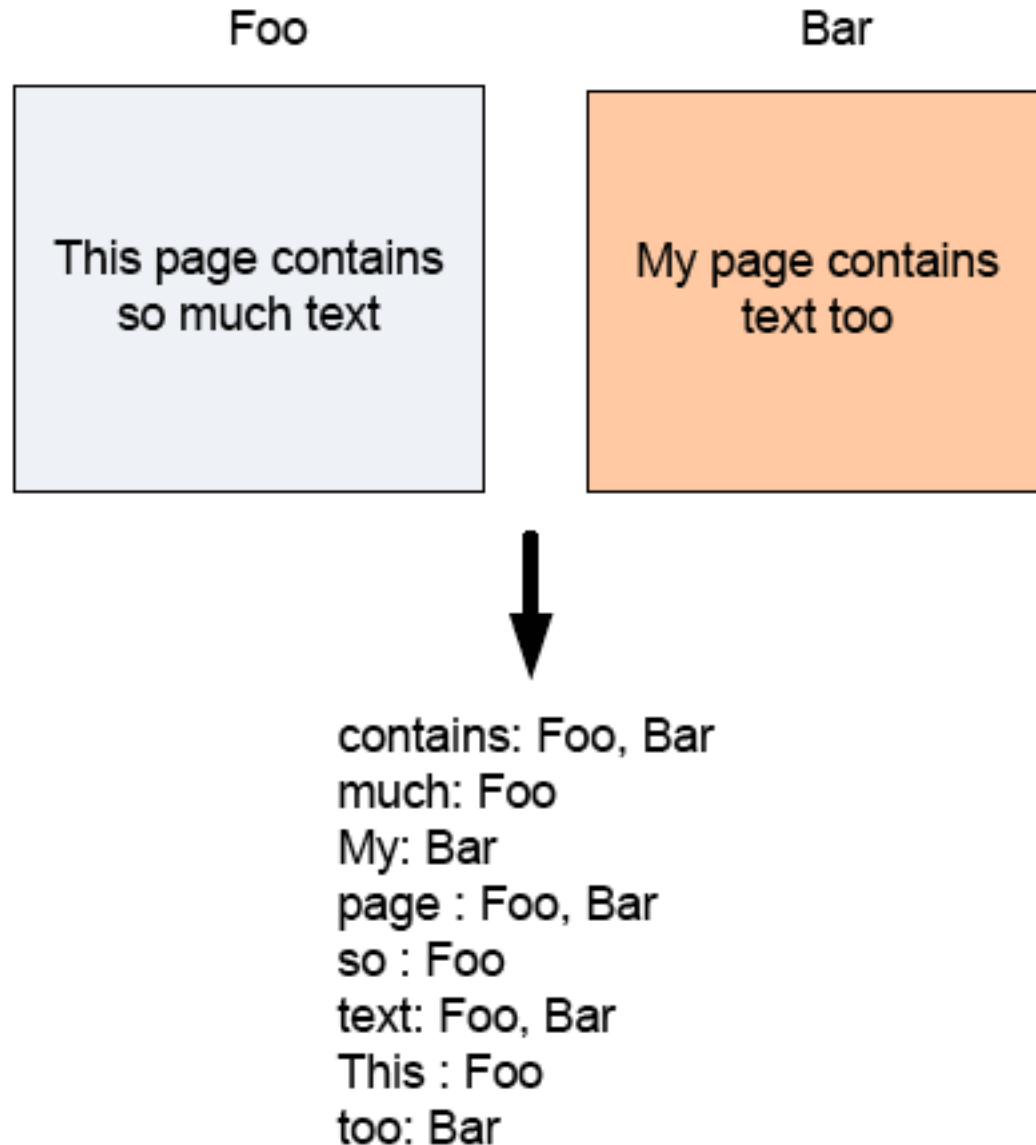 Foo
Bar
This page contains
so much text
My page contains
text too
contains: Foo, Bar
much: Foo
My: Bar
page : Foo, Bar
so : Foo
text: Foo, Bar
This : Foo
too: Bar